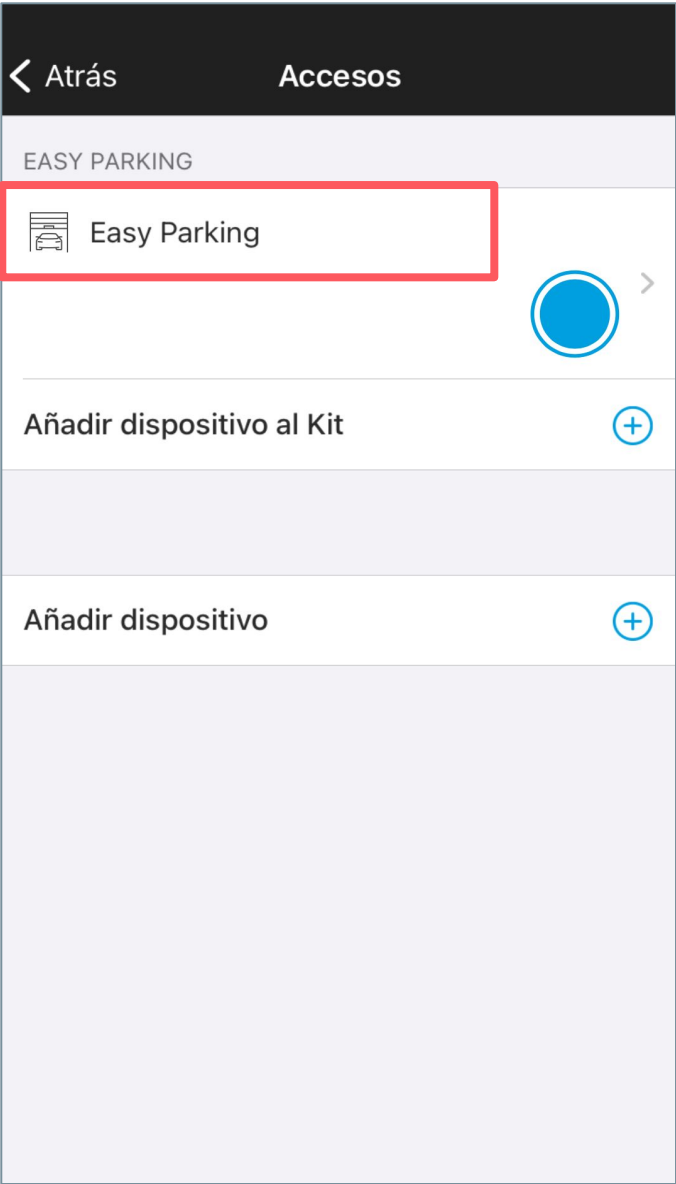 Atrás
Accesos
EASY PARKING
Easy Parking
Añadir dispositivo al Kit
Añadir dispositivo